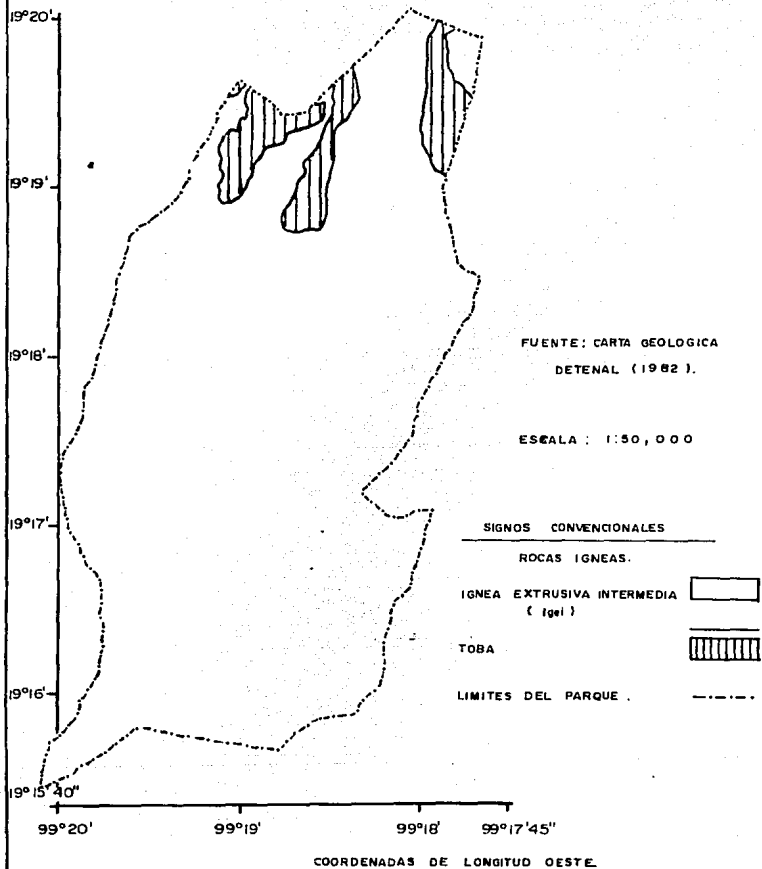 19°20'
19°19'
19°18'
19°17'
19°16'
19°15'40"
99°20'
99°19'
99°18'
99°17'45"
COORDENADAS DE LONGITUD OESTE
FUENTE: CARTA GEOLOGICA
DETENAL (1982).
ESCALA: 1:50,000
SIGNOS CONVENCIONALES
ROCAS IGNEAS.
IGNEA EXTRUSIVA INTERMEDIA
( Igei )
TOBA
LIMITES DEL PARQUE .